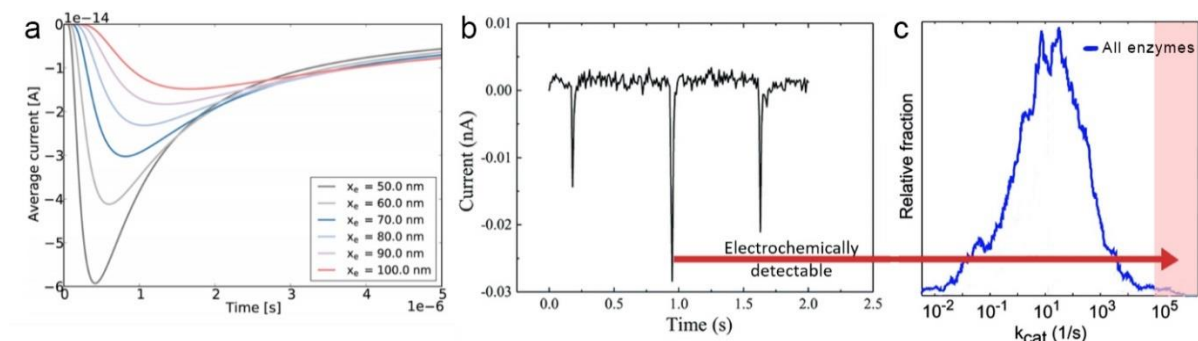 a
1e−14
0
−1
−2
−3
−4
−5
−6
Average current [A]
0
1
2
3
4
5
1e−6
Time [s]
xe = 50.0 nm
xe = 60.0 nm
xe = 70.0 nm
xe = 80.0 nm
xe = 90.0 nm
xe = 100.0 nm
b
0.00
-0.01
-0.02
-0.03
Current (nA)
0.0
0.5
1.0
1.5
2.0
2.5
Time (s)
Electrochemically
detectable
c
All enzymes
Relative fraction
10-2
10-1
101
103
105
kcat (1/s)